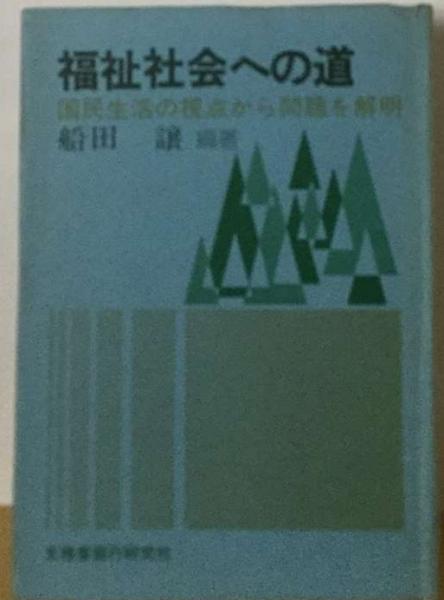 福祉社会への道
国民生活の視点から問題を解明
船田 譲 編著